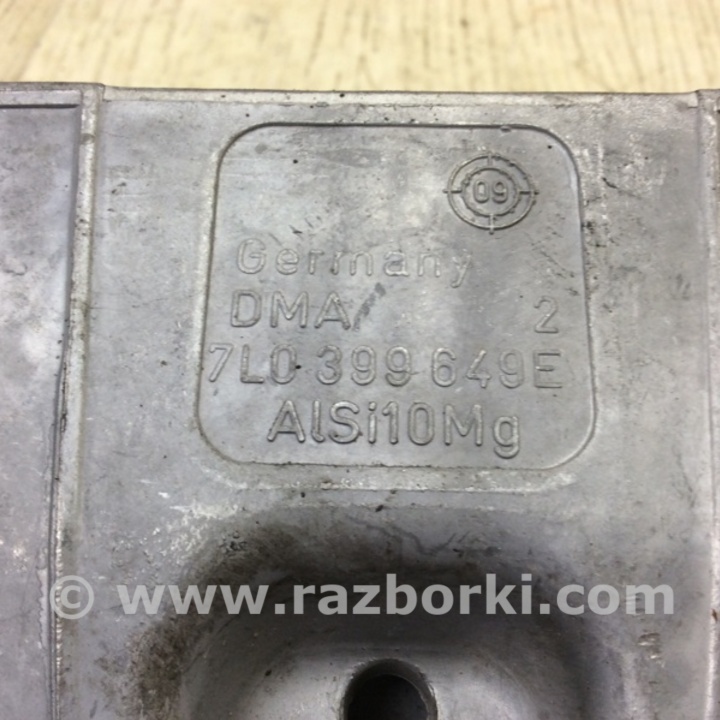 09
Germany
DMA 2
7L0 399 649E
AlSi10Mg
© www.razborki.com